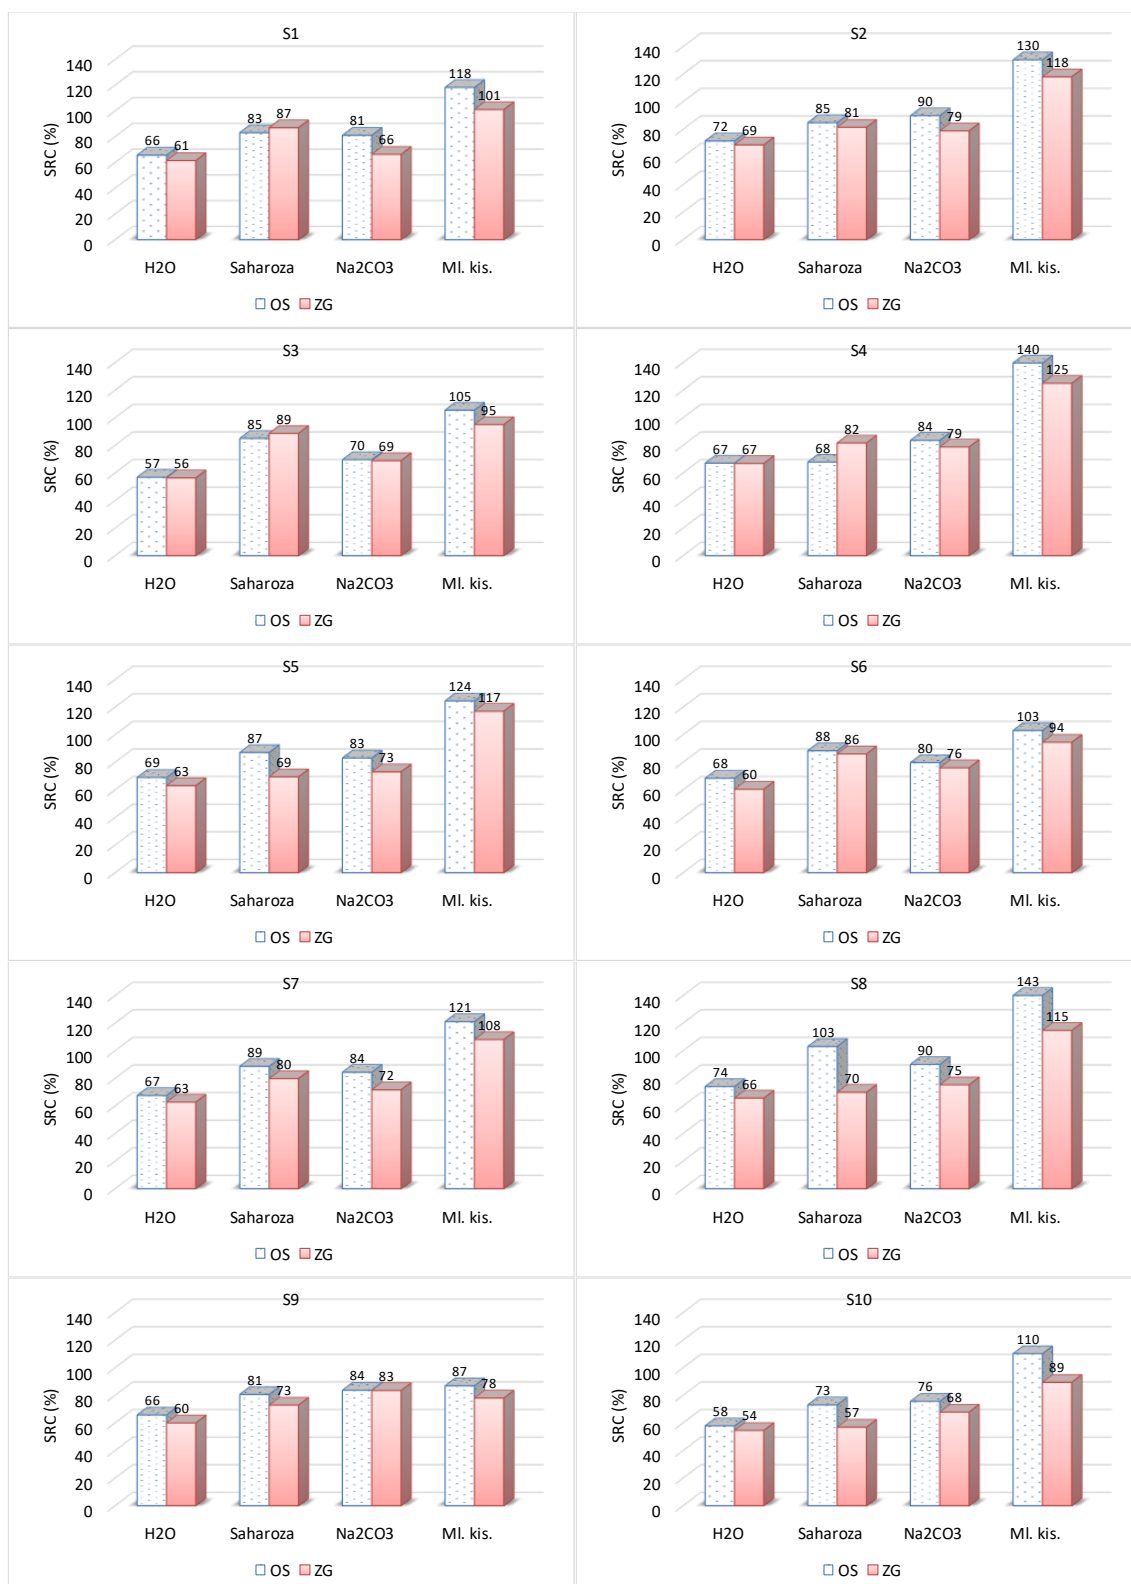 S1
SRC (%)
140
120
100
80
60
40
20
0
66
61
83
87
81
66
118
101
H2O
Saharoza
Na2CO3
Ml. kis.
OS
ZG
S2
SRC (%)
140
120
100
80
60
40
20
0
72
69
85
81
90
79
130
118
H2O
Saharoza
Na2CO3
Ml. kis.
OS
ZG
S3
SRC (%)
140
120
100
80
60
40
20
0
57
56
85
89
70
69
105
95
H2O
Saharoza
Na2CO3
Ml. kis.
OS
ZG
S4
SRC (%)
140
120
100
80
60
40
20
0
67
67
68
82
84
79
140
125
H2O
Saharoza
Na2CO3
Ml. kis.
OS
ZG
S5
SRC (%)
140
120
100
80
60
40
20
0
69
63
87
69
83
73
124
117
H2O
Saharoza
Na2CO3
Ml. kis.
OS
ZG
S6
SRC (%)
140
120
100
80
60
40
20
0
68
60
88
86
80
76
103
94
H2O
Saharoza
Na2CO3
Ml. kis.
OS
ZG
S7
SRC (%)
140
120
100
80
60
40
20
0
67
63
89
80
84
72
121
108
H2O
Saharoza
Na2CO3
Ml. kis.
OS
ZG
S8
SRC (%)
140
120
100
80
60
40
20
0
74
66
103
70
90
75
143
115
H2O
Saharoza
Na2CO3
Ml. kis.
OS
ZG
S9
SRC (%)
140
120
100
80
60
40
20
0
66
60
81
73
84
83
87
78
H2O
Saharoza
Na2CO3
Ml. kis.
OS
ZG
S10
SRC (%)
140
120
100
80
60
40
20
0
58
54
73
57
76
68
110
89
H2O
Saharoza
Na2CO3
Ml. kis.
OS
ZG